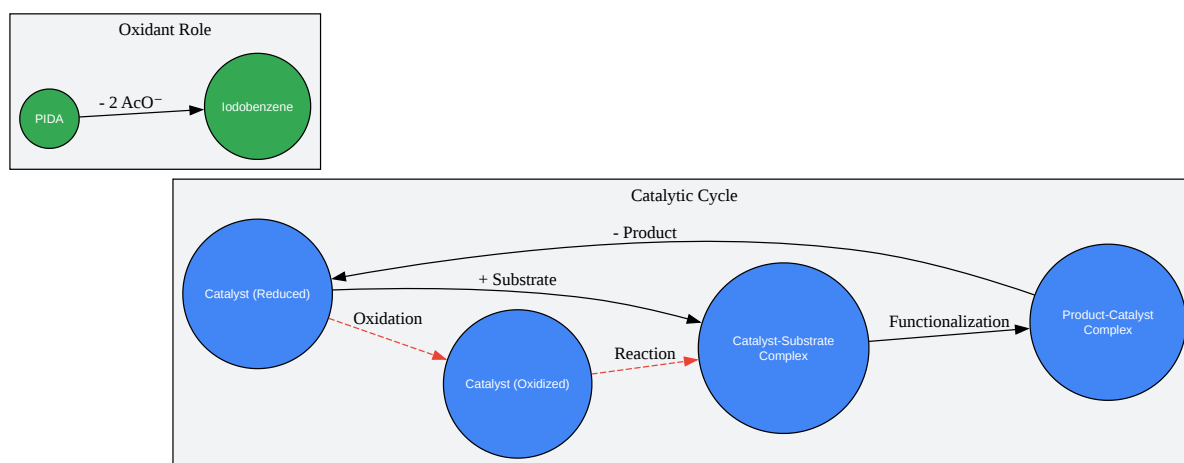 Oxidant Role
- 2 AcO⁻
PIDA
Iodobenzene
Catalytic Cycle
- Product
+ Substrate
Catalyst (Reduced)
Oxidation
Catalyst (Oxidized)
Reaction
Catalyst-Substrate
Complex
Functionalization
Product-Catalyst
Complex